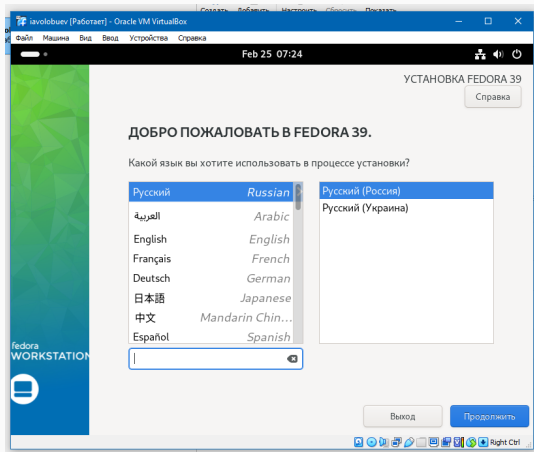 Создать Добавить Настроить Сбросить Показать
iavolobuev [Работает] - Oracle VM VirtualBox
Файл Машина Вид Ввод Устройства Справка
Feb 25 07:24
УСТАНОВКА FEDORA 39
Справка
ДОБРО ПОЖАЛОВАТЬ В FEDORA 39.
Какой язык вы хотите использовать в процессе установки?
Русский Russian
العربية Arabic
English English
Français French
Deutsch German
日本語 Japanese
中文 Mandarin Chin...
Español Spanish
Русский (Россия)
Русский (Украина)
fedora
WORKSTATION
Выход
Продолжить
Right Ctrl